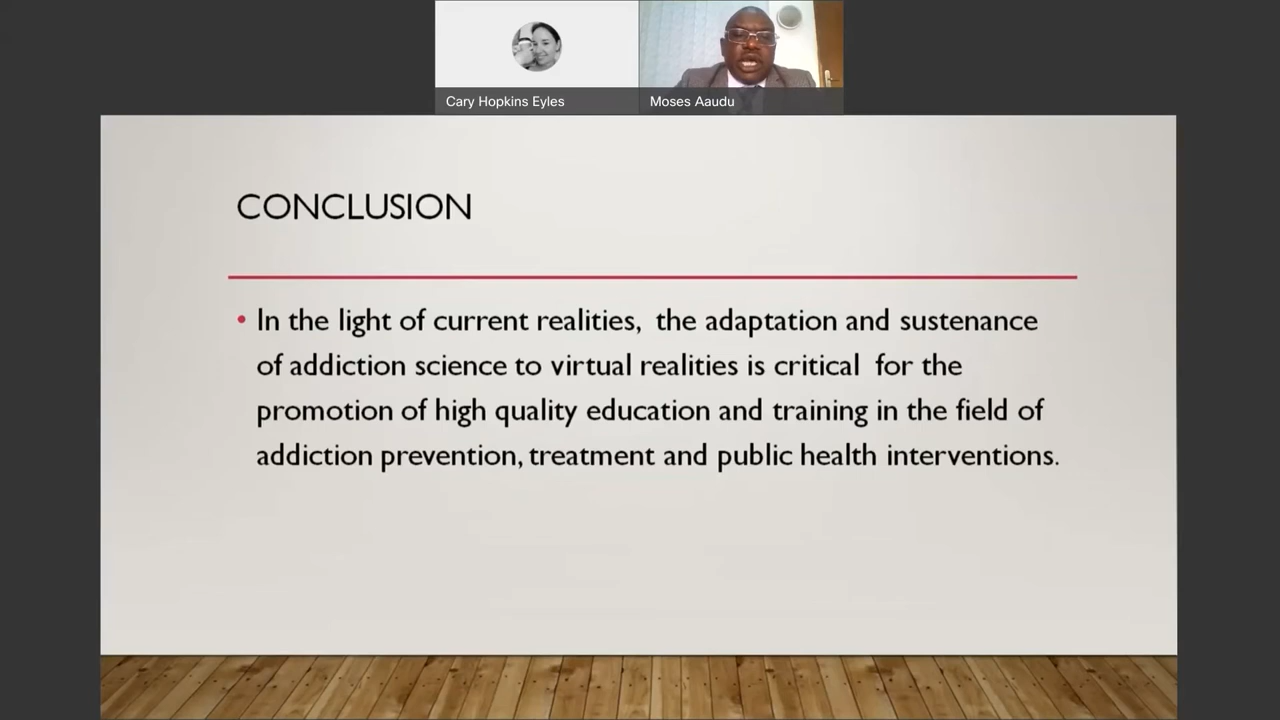 Cary Hopkins Eyles
Moses Aaudu
CONCLUSION
• In the light of current realities, the adaptation and sustenance
of addiction science to virtual realities is critical for the
promotion of high quality education and training in the field of
addiction prevention, treatment and public health interventions.